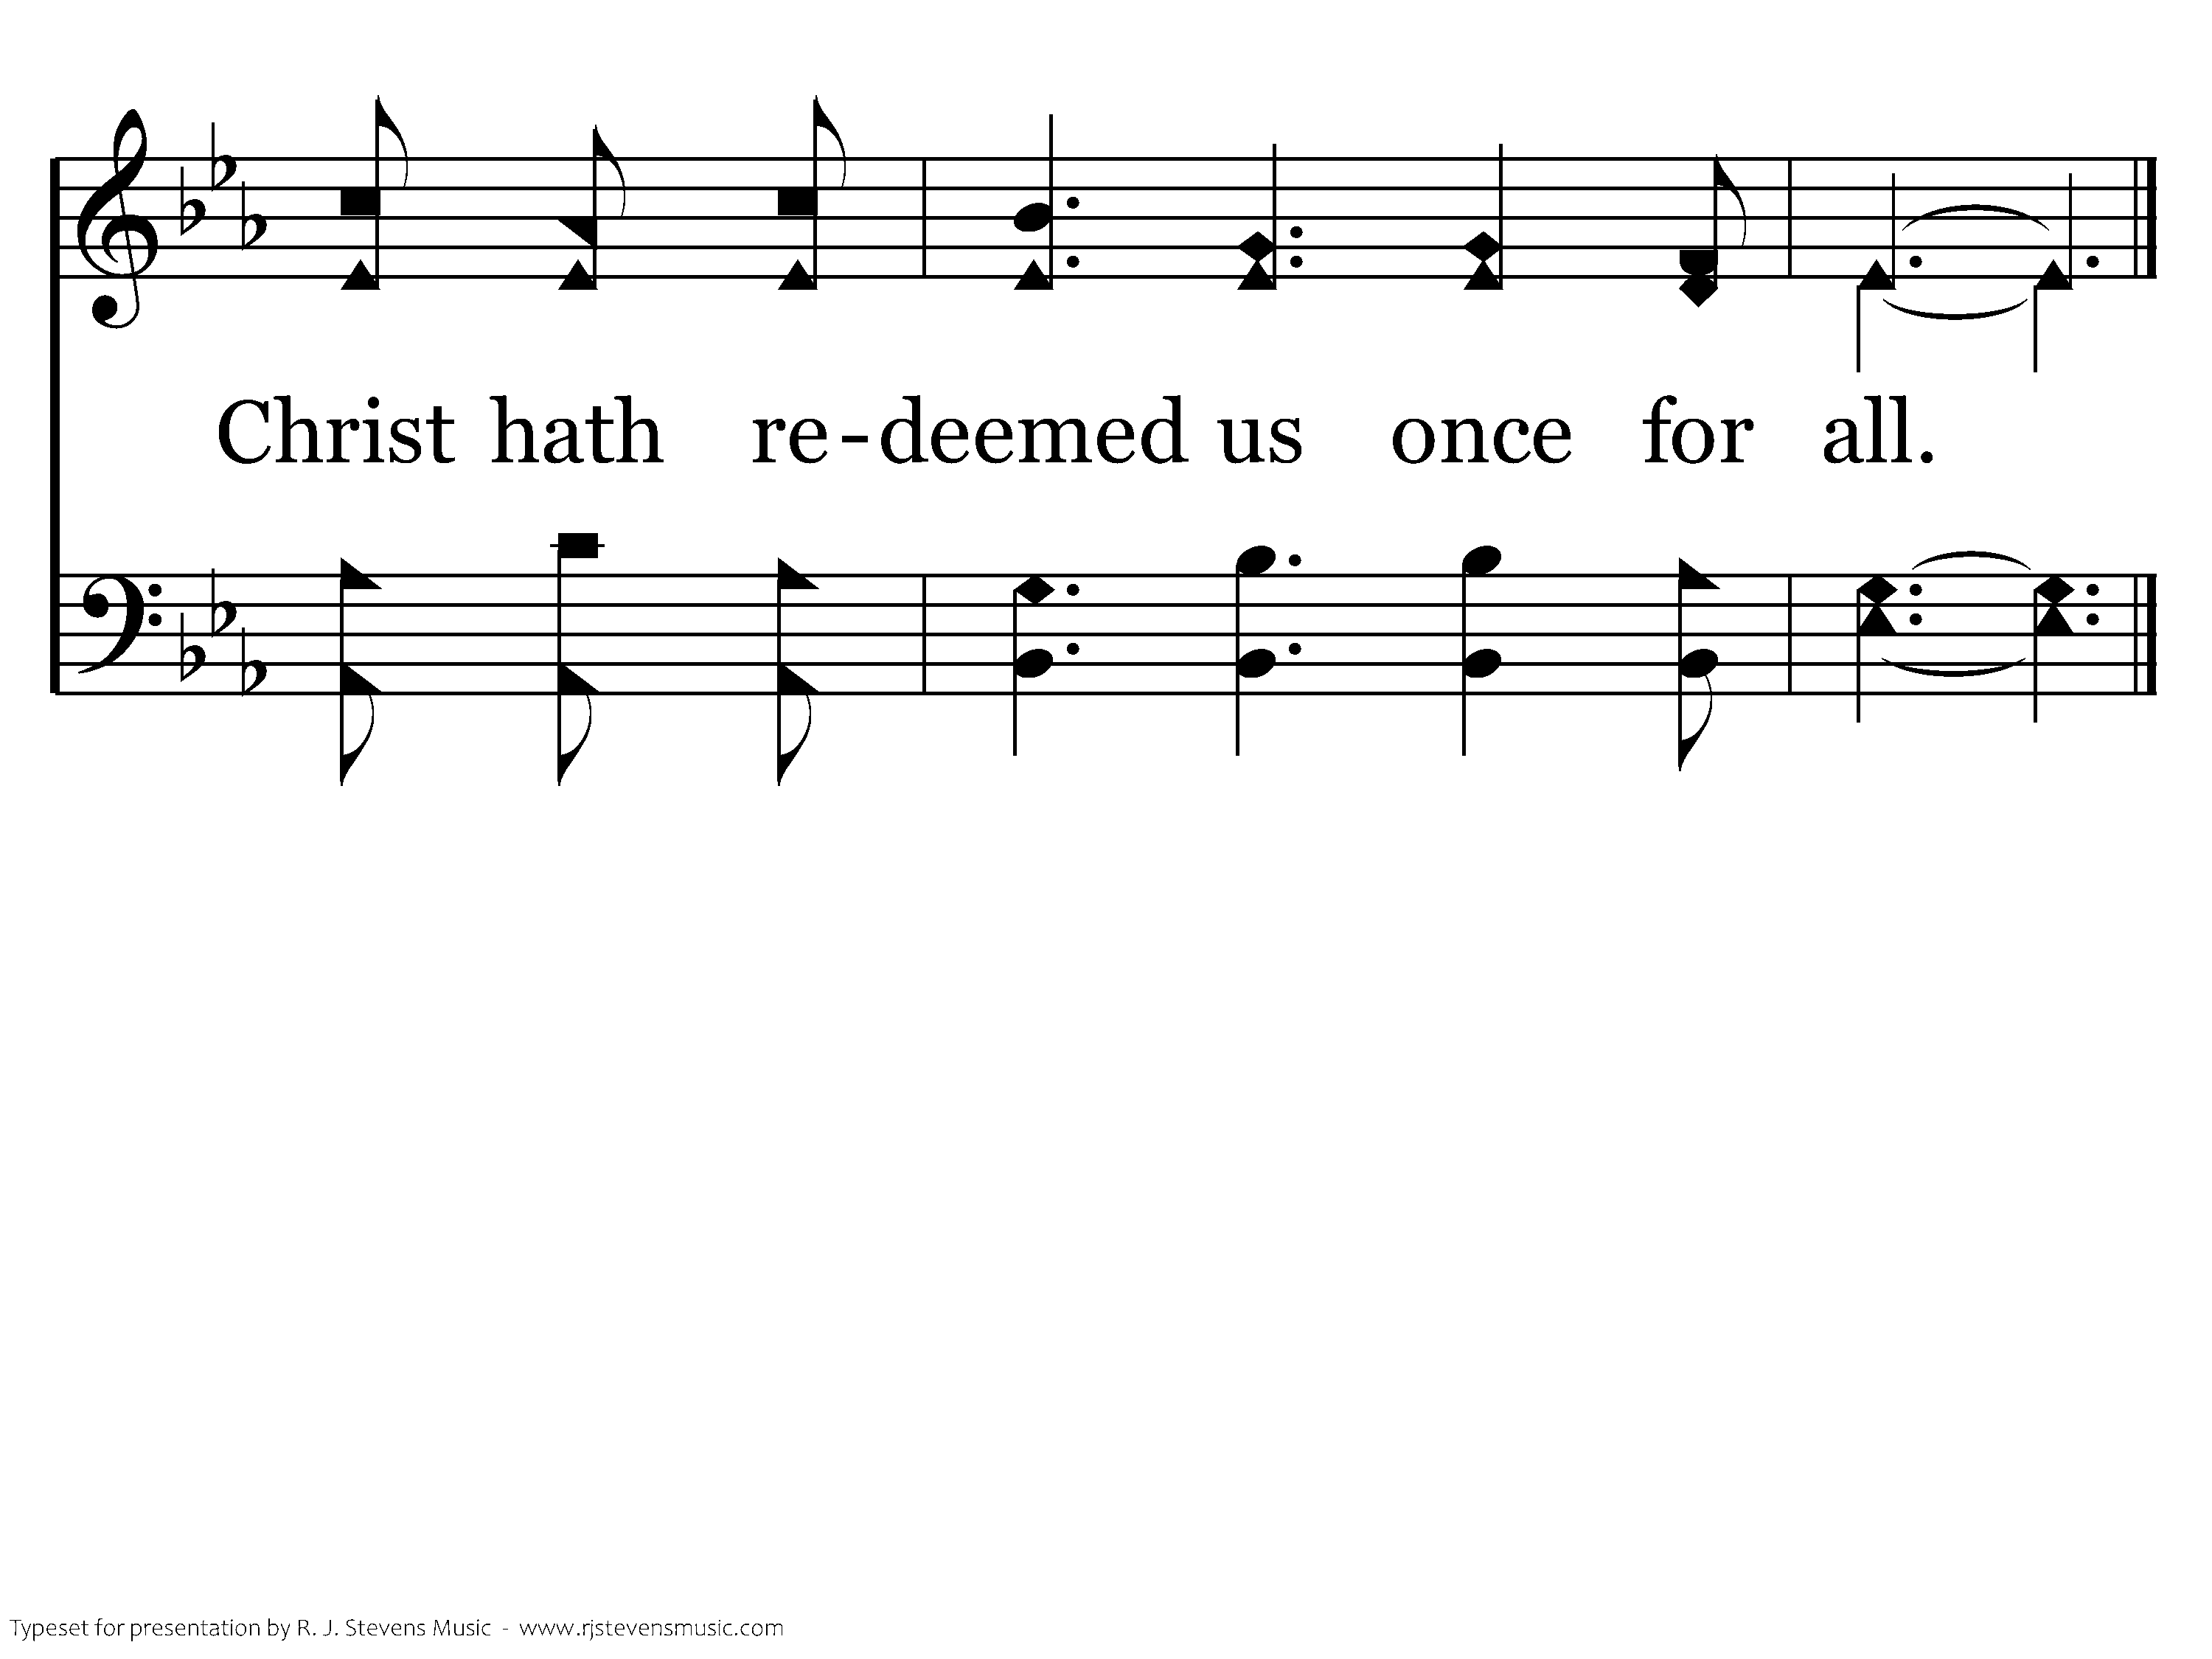 Christ hath re-deemed us once for all.
Typeset for presentation by R. J. Stevens Music - www.rjstevensmusic.com